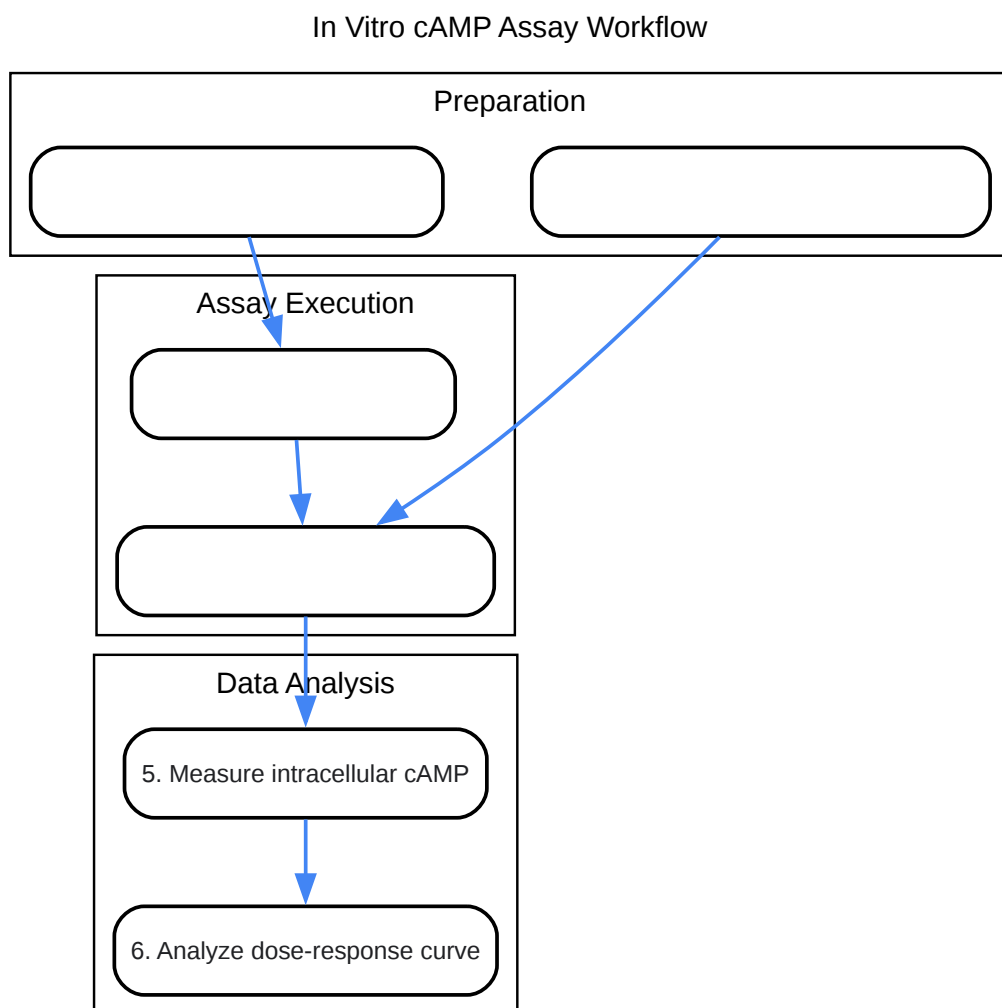 In Vitro cAMP Assay Workflow
Preparation
Assay Execution
Data Analysis
5. Measure intracellular cAMP
6. Analyze dose-response curve